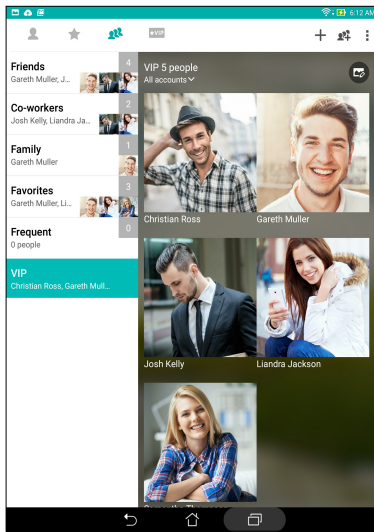 6:12 AM
VIP
Friends
4
Gareth Muller, J...
Co-workers
2
Josh Kelly, Liandra Ja...
Family
1
Gareth Muller
Favorites
3
Gareth Muller, Li...
Frequent
0
0 people
VIP
Christian Ross, Gareth Mull...
VIP 5 people
All accounts
Christian Ross
Gareth Muller
Josh Kelly
Liandra Jackson